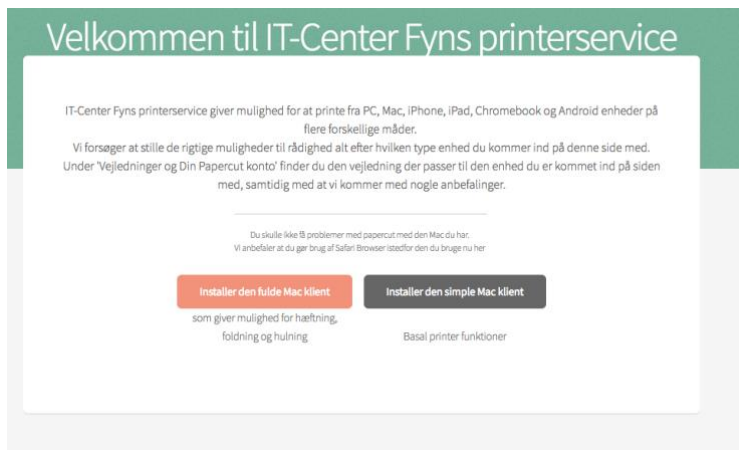 Velkommen til IT-Center Fyns printerservice
IT-Center Fyns printerservice giver mulighed for at printe fra PC, Mac, iPhone, iPad, Chromebook og Android enheder på
flere forskellige måder.
Vi forsøger at stille de rigtige muligheder til rådighed alt efter hvilken type enhed du kommer ind på denne side med.
Under 'Vejledninger og Din Papercut konto' finder du den vejledning der passer til den enhed du er kommet ind på siden
med, samtidig med at vi kommer med nogle anbefalinger.
Du skulle ikke få problemer med papercut med den Mac du har.
Vi anbefaler at du gør brug af Safari Browser istedfor den du bruge nu her
Installer den fulde Mac klient
Installer den simple Mac klient
som giver mulighed for hæftning,
foldning og hulning
Basal printer funktioner